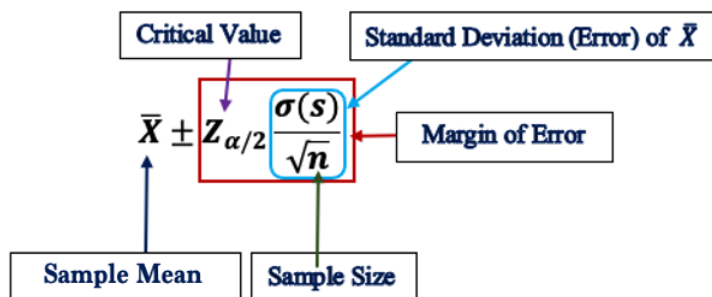 Critical Value
Standard Deviation (Error) of X̄
X̄ ± Z_{α/2} σ(s)/√n
Margin of Error
Sample Mean
Sample Size